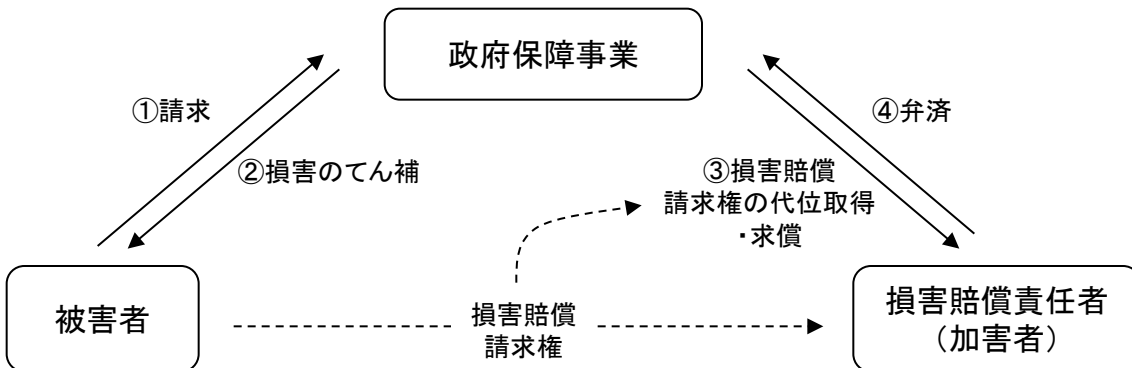 政府保障事業
①請求
④弁済
②損害のてん補
③損害賠償
請求権の代位取得
・求償
被害者
損害賠償
請求権
損害賠償責任者
（加害者）